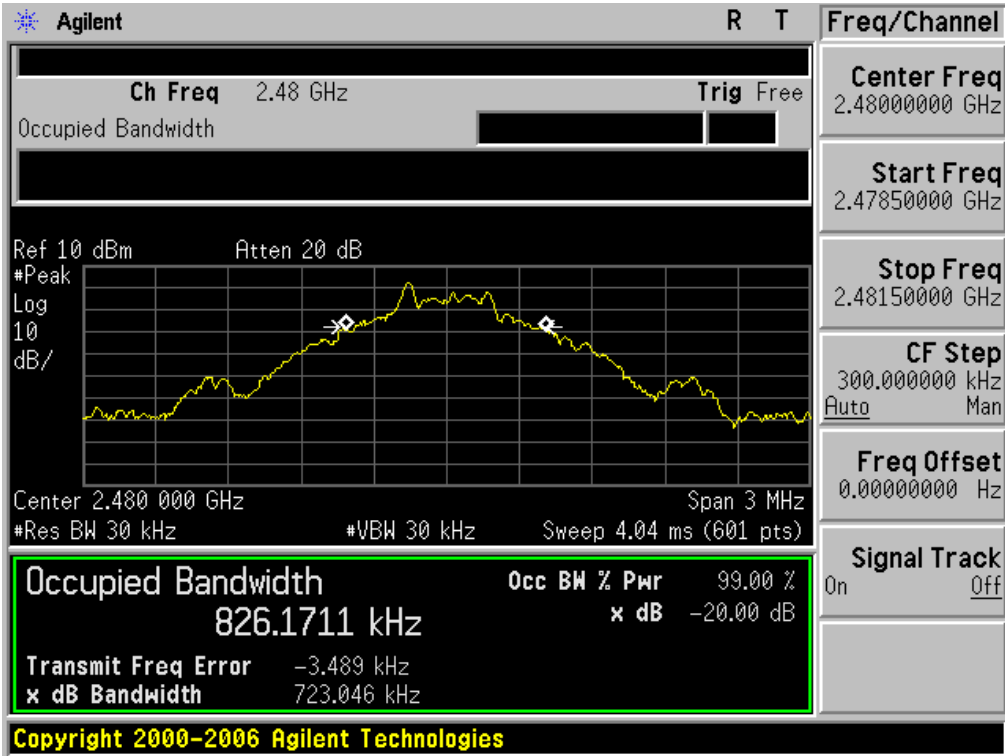 Agilent R T
Ch Freq 2.48 GHz Trig Free
Occupied Bandwidth
Ref 10 dBm Atten 20 dB
#Peak
Log
10
dB/
Center 2.480 000 GHz Span 3 MHz
#Res BW 30 kHz #VBW 30 kHz Sweep 4.04 ms (601 pts)
Occupied Bandwidth
826.1711 kHz
Occ BW % Pwr 99.00 %
x dB -20.00 dB
Transmit Freq Error -3.489 kHz
x dB Bandwidth 723.046 kHz
Copyright 2000-2006 Agilent Technologies
Freq/Channel
Center Freq
2.48000000 GHz
Start Freq
2.47850000 GHz
Stop Freq
2.48150000 GHz
CF Step
300.000000 kHz
Auto Man
Freq Offset
0.00000000 Hz
Signal Track
On Off